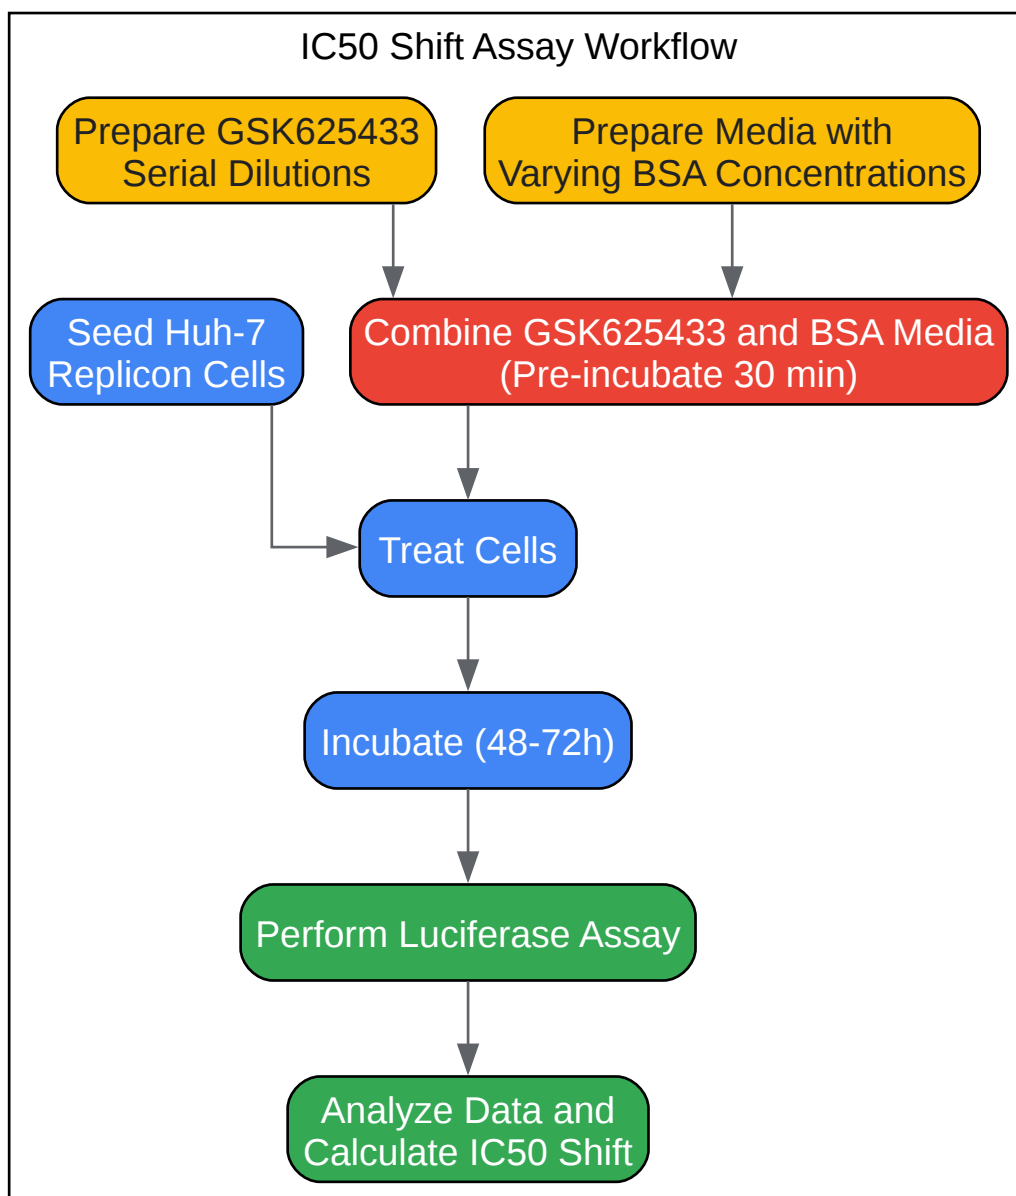 IC50 Shift Assay Workflow
Prepare GSK625433
Serial Dilutions
Prepare Media with
Varying BSA Concentrations
Seed Huh-7
Replicon Cells
Combine GSK625433 and BSA Media
(Pre-incubate 30 min)
Treat Cells
Incubate (48-72h)
Perform Luciferase Assay
Analyze Data and
Calculate IC50 Shift